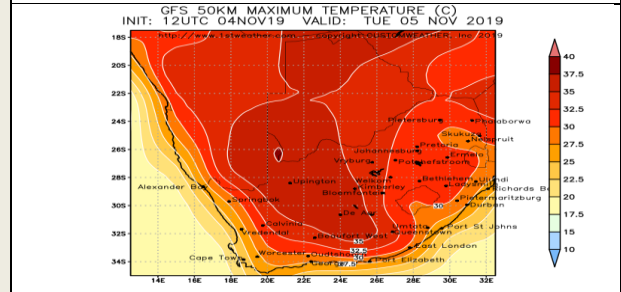 GFS 50KM MAXIMUM TEMPERATURE (C)
INIT: 12UTC 04NOV19 VALID: TUE 05 NOV 2019
http://www.1stweather.com Copyright CUSTOMWEATHER, Inc 2019
18S
20S
22S
24S
26S
28S
30S
32S
34S
14E 16E 18E 20E 22E 24E 26E 28E 30E 32E
Pietersburg
Phalaborwa
Skukuza
Nelspruit
Pretoria
Johannesburg
Ermelo
Vryburg
Potchefstroom
Welkom
Bethlehem
Ulundi
Alexander Bay
Upington
Kimberley
Ladysmith
Richards B
Bloemfontein
Springbok
Pietermaritzburg
30
De Aar
Durban
Calvinia
Vredendal
Umtata
Port St Johns
Queenstown
Beaufort West
35
East London
32.5
Worcester
Oudtshoorn
30
Cape Town
George
27.5
Port Elizabeth
40
37.5
35
32.5
30
27.5
25
22.5
20
17.5
15
10